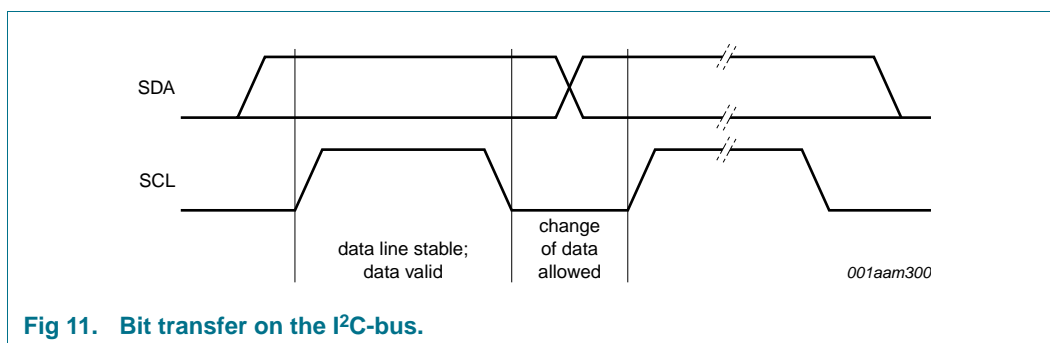 SDA
SCL
data line stable;
data valid
change
of data
allowed
001aam300
Fig 11. Bit transfer on the I²C-bus.